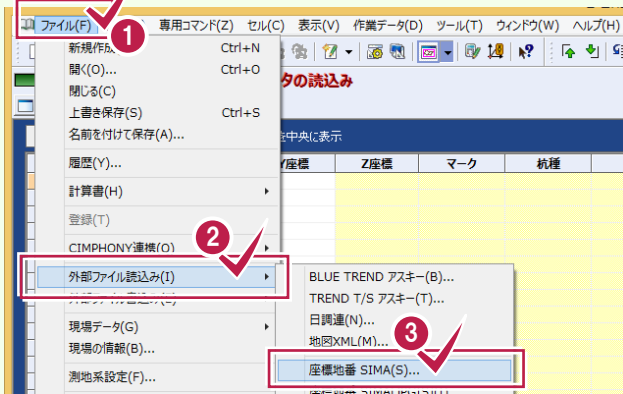 ファイル(F) 専用コマンド(Z) セル(C) 表示(V) 作業データ(D) ツール(T) ウィンドウ(W) ヘルプ(H)
1
新規作成 Ctrl+N
開く(O)... Ctrl+O
閉じる(C)
上書き保存(S) Ctrl+S
名前を付けて保存(A)...
履歴(Y)...
計算書(H)
登録(T)
CIMPHONY連携(O)
2
外部ファイル読込み(I)
現場データ(G)
現場の情報(B)...
測地系設定(F)...
タの読込み
中央に表示
Y座標 Z座標 マーク 杭種
BLUE TREND アスキー(B)...
TREND T/S アスキー(T)...
日調連(N)...
地図XML(M)...
3
座標地番 SIMA(S)...